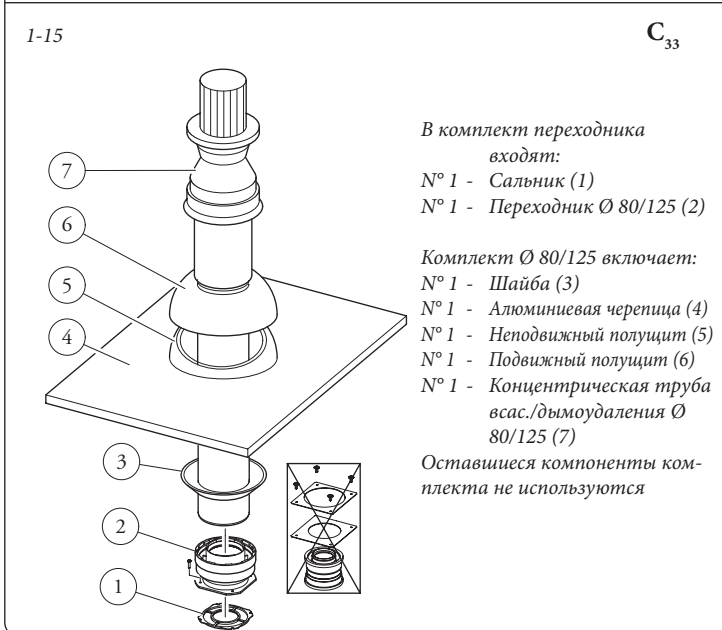 1-15
C33
7
6
5
4
3
2
1
В комплект переходника
входят:
N° 1 - Сальник (1)
N° 1 - Переходник Ø 80/125 (2)
Комплект Ø 80/125 включает:
N° 1 - Шайба (3)
N° 1 - Алюминиевая черепица (4)
N° 1 - Неподвижный полущит (5)
N° 1 - Подвижный полущит (6)
N° 1 - Концентрическая труба
всас./дымоудаления Ø
80/125 (7)
Оставшиеся компоненты ком-
плекта не используются